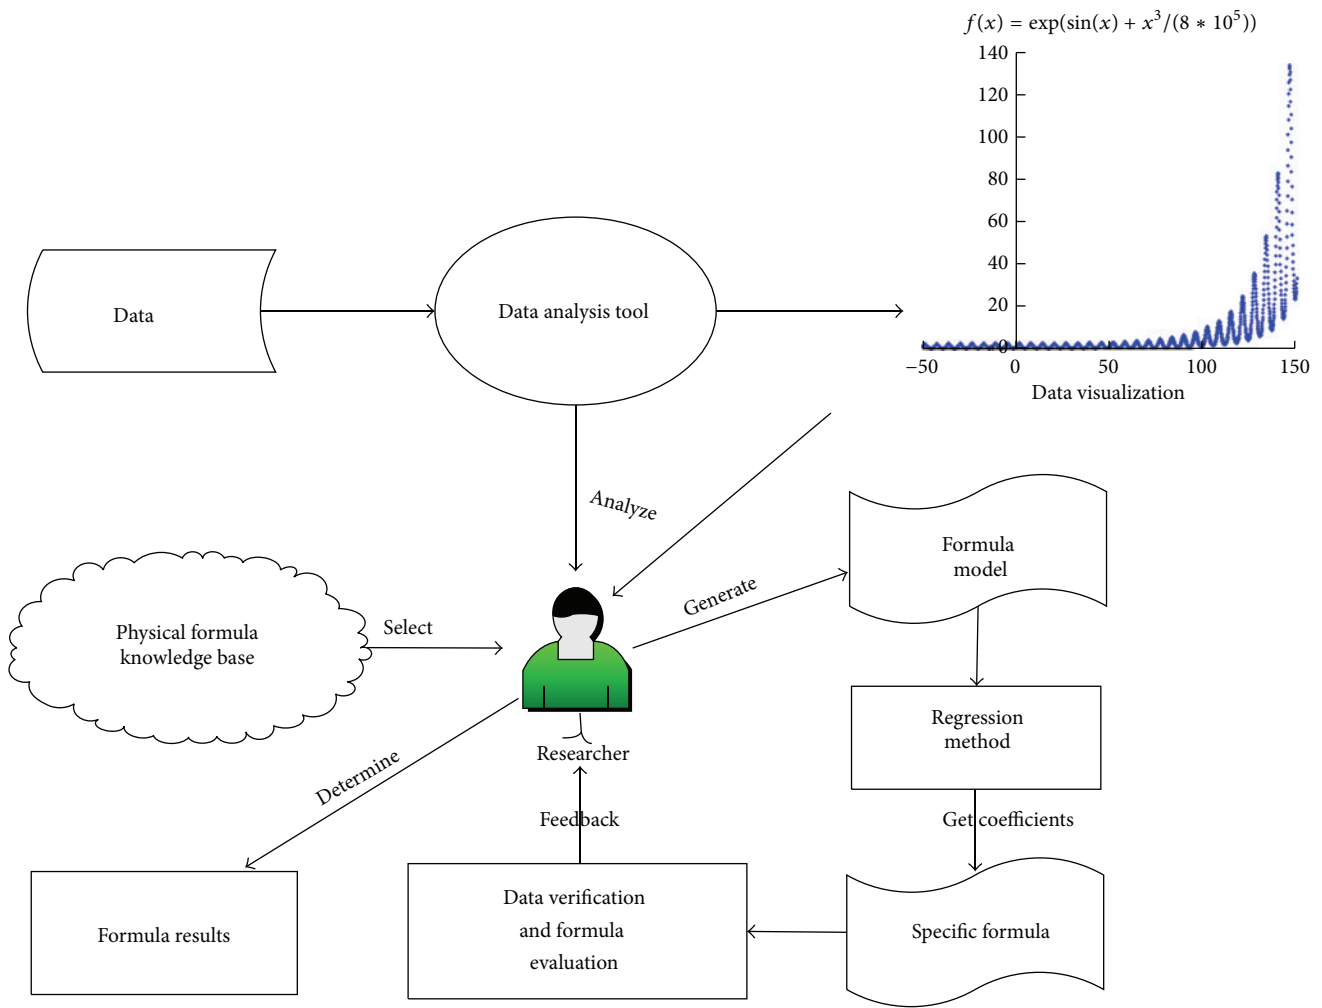 f(x) = exp(sin(x) + x³/(8 * 10⁵))
140
120
100
80
60
40
20
0
−50 0 50 100 150
Data visualization
Data
Data analysis tool
Analyze
Formula
model
Generate
Physical formula
knowledge base
Select
Regression
method
Researcher
Determine
Feedback
Get coefficients
Data verification
and formula
evaluation
Specific formula
Formula results